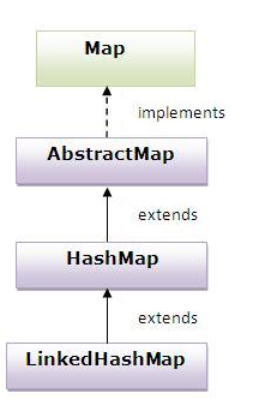 Map
implements
AbstractMap
extends
HashMap
extends
LinkedHashMap